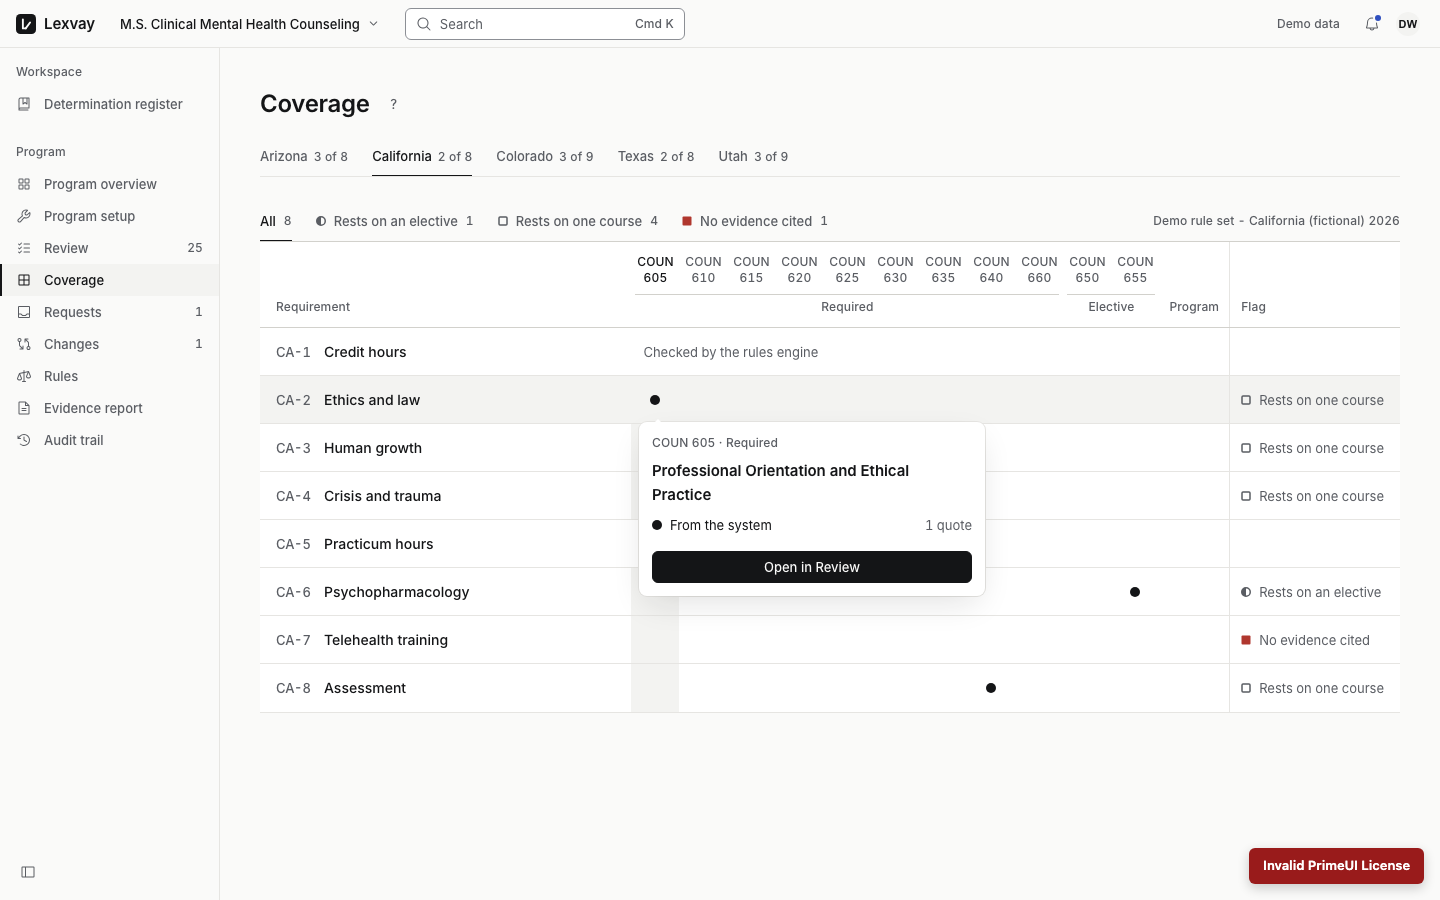 Lexvay
M.S. Clinical Mental Health Counseling
Search
Cmd K
Demo data
DW
Workspace
Determination register
Program
Program overview
Program setup
Review 25
Coverage
Requests 1
Changes 1
Rules
Evidence report
Audit trail
Coverage ?
Arizona 3 of 8
California 2 of 8
Colorado 3 of 9
Texas 2 of 8
Utah 3 of 9
All 8
Rests on an elective 1
Rests on one course 4
No evidence cited 1
Demo rule set - California (fictional) 2026
Requirement
COUN 605
COUN 610
COUN 615
COUN 620
COUN 625
COUN 630
COUN 635
COUN 640
COUN 660
COUN 650
COUN 655
Required
Elective
Program
Flag
CA-1 Credit hours Checked by the rules engine
CA-2 Ethics and law Rests on one course
CA-3 Human growth Rests on one course
CA-4 Crisis and trauma Rests on one course
CA-5 Practicum hours
CA-6 Psychopharmacology Rests on an elective
CA-7 Telehealth training No evidence cited
CA-8 Assessment Rests on one course
COUN 605 · Required
Professional Orientation and Ethical
Practice
From the system 1 quote
Open in Review
Invalid PrimeUI License